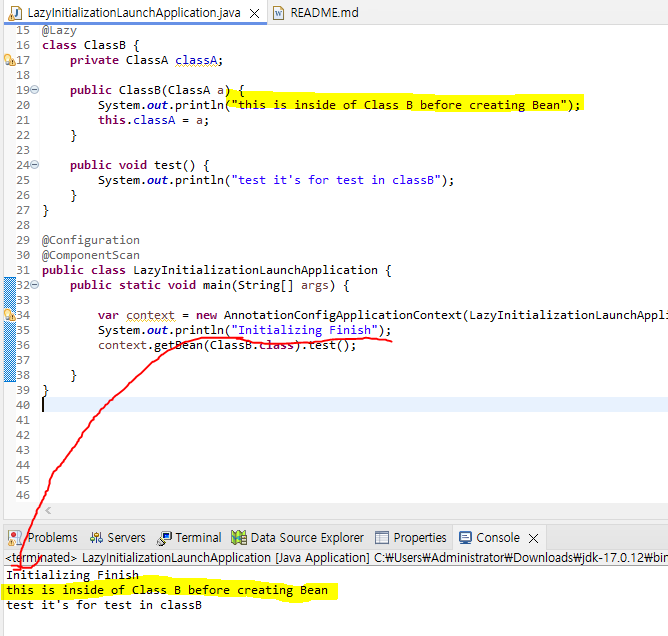 LazyInitializationLaunchApplication.java README.md
15 @Lazy
16 class ClassB {
17 private ClassA classA;
18
19 public ClassB(ClassA a) {
20 System.out.println("this is inside of Class B before creating Bean");
21 this.classA = a;
22 }
23
24 public void test() {
25 System.out.println("test it's for test in classB");
26 }
27 }
28
29 @Configuration
30 @ComponentScan
31 public class LazyInitializationLaunchApplication {
32 public static void main(String[] args) {
33
34 var context = new AnnotationConfigApplicationContext(LazyInitializationLaunchAppli
35 System.out.println("Initializing Finish");
36 context.getBean(ClassB.class).test();
37
38 }
39 }
40
41
42
43
44
45
46
Problems Servers Terminal Data Source Explorer Properties Console
<terminated> LazyInitializationLaunchApplication [Java Application] C:₩Users₩Administrator₩Downloads₩jdk-17.0.12₩bin
Initializing Finish
this is inside of Class B before creating Bean
test it's for test in classB